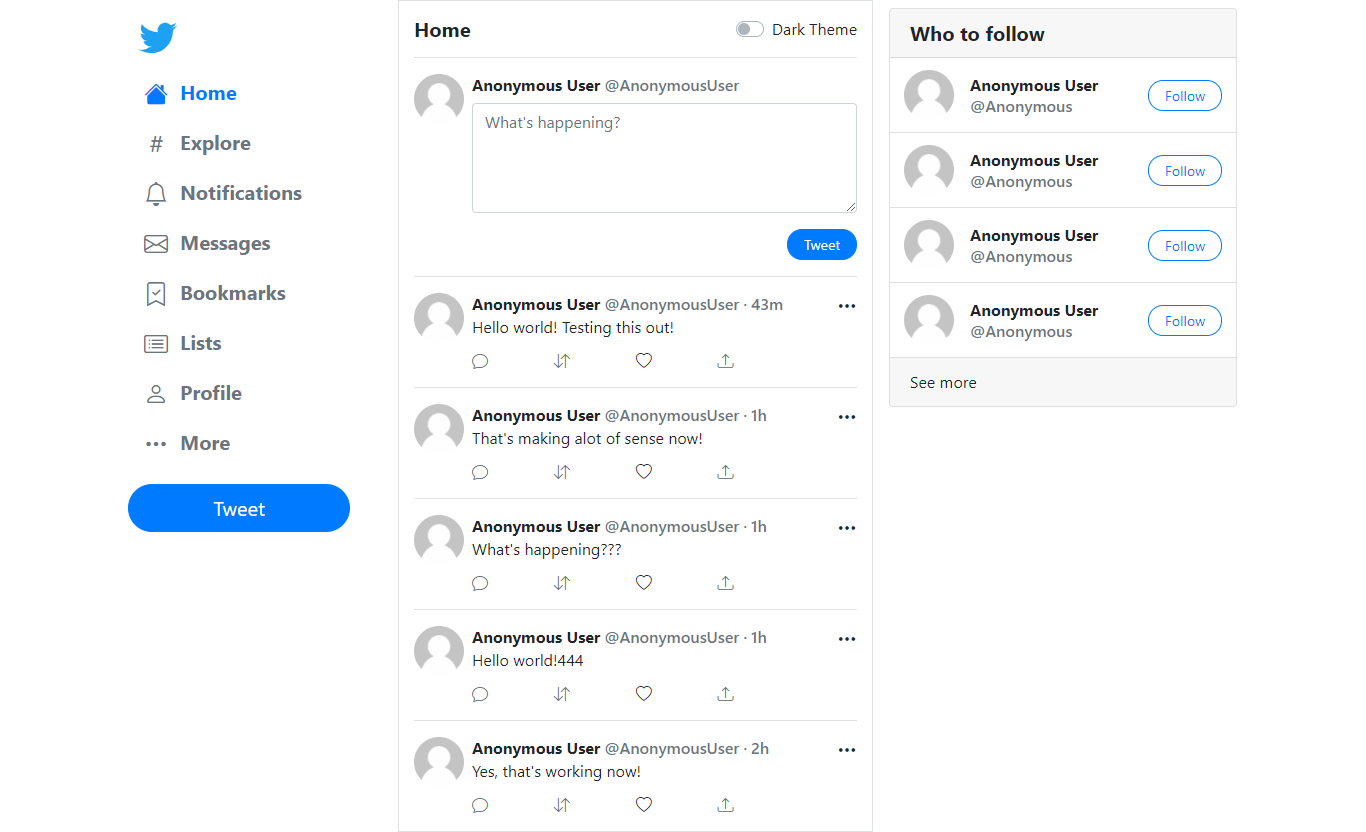 Home
Explore
Notifications
Messages
Bookmarks
Lists
Profile
More
Tweet
Home
Dark Theme
Anonymous User @AnonymousUser
What's happening?
Tweet
Anonymous User @AnonymousUser · 43m
Hello world! Testing this out!
Anonymous User @AnonymousUser · 1h
That's making alot of sense now!
Anonymous User @AnonymousUser · 1h
What's happening???
Anonymous User @AnonymousUser · 1h
Hello world!444
Anonymous User @AnonymousUser · 2h
Yes, that's working now!
Who to follow
Anonymous User
@Anonymous
Follow
Anonymous User
@Anonymous
Follow
Anonymous User
@Anonymous
Follow
Anonymous User
@Anonymous
Follow
See more